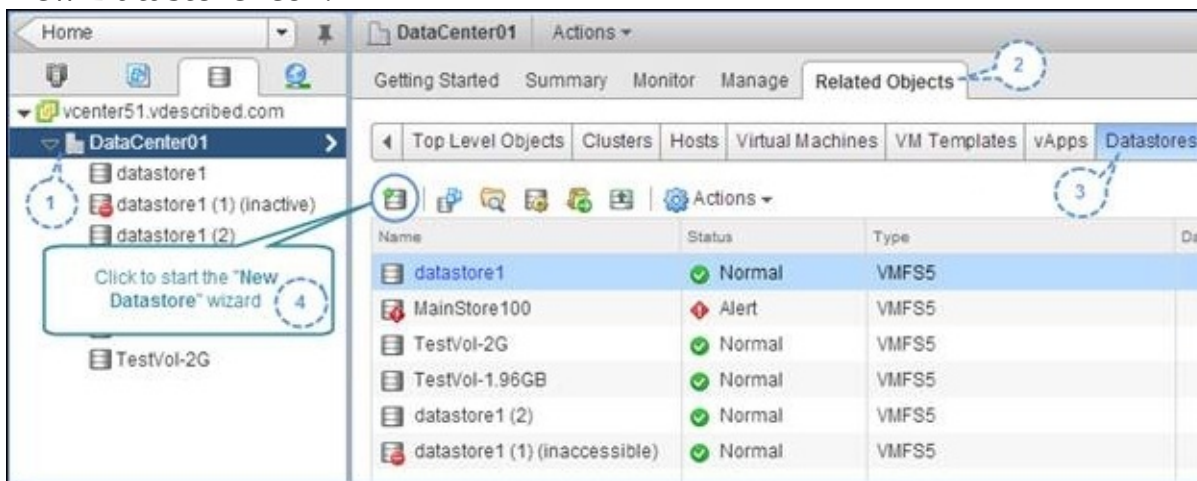 Home
DataCenter01 Actions
Getting Started Summary Monitor Manage Related Objects 2
vcenter51.vdescribed.com
DataCenter01
Top Level Objects Clusters Hosts Virtual Machines VM Templates vApps Datastores
datastore1
1
datastore1 (1) (inactive)
3
Actions
datastore1 (2)
Name Status Type
Click to start the "New
Datastore" wizard 4
TestVol-2G
datastore1 Normal VMFS5
MainStore100 Alert VMFS5
TestVol-2G Normal VMFS5
TestVol-1.96GB Normal VMFS5
datastore1 (2) Normal VMFS5
datastore1 (1) (inaccessible) Normal VMFS5